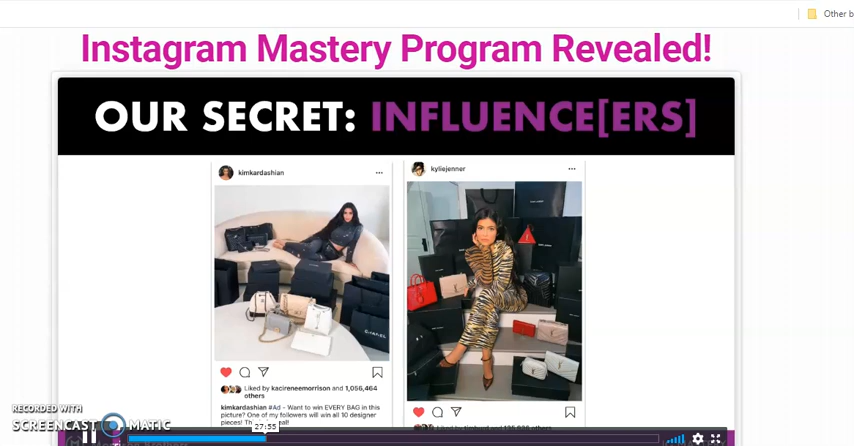 Other b
Instagram Mastery Program Revealed!
OUR SECRET: INFLUENCE[ERS]
kimkardashian
kyliejenner
CHANEL
Liked by kacireneemorrison and 1,056,464
others
kimkardashian #Ad - Want to win EVERY BAG in this
picture? One of my followers will win all 10 designer
RECORDED WITH
SCREENCAST MATIC
27:55